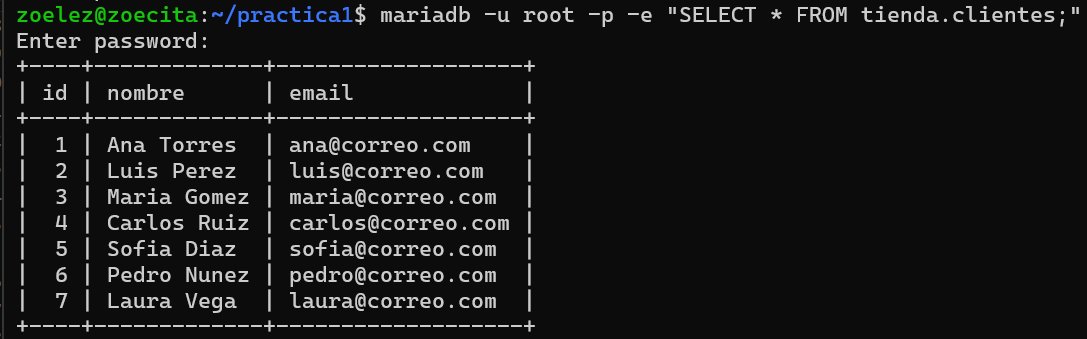 zoelez@zoecita:~/practica1$ mariadb -u root -p -e "SELECT * FROM tienda.clientes;"
Enter password:
+----+-------------+-------------------+
| id | nombre      | email             |
+----+-------------+-------------------+
|  1 | Ana Torres  | ana@correo.com    |
|  2 | Luis Perez  | luis@correo.com   |
|  3 | Maria Gomez | maria@correo.com  |
|  4 | Carlos Ruiz | carlos@correo.com |
|  5 | Sofia Diaz  | sofia@correo.com  |
|  6 | Pedro Nunez | pedro@correo.com  |
|  7 | Laura Vega  | laura@correo.com  |
+----+-------------+-------------------+